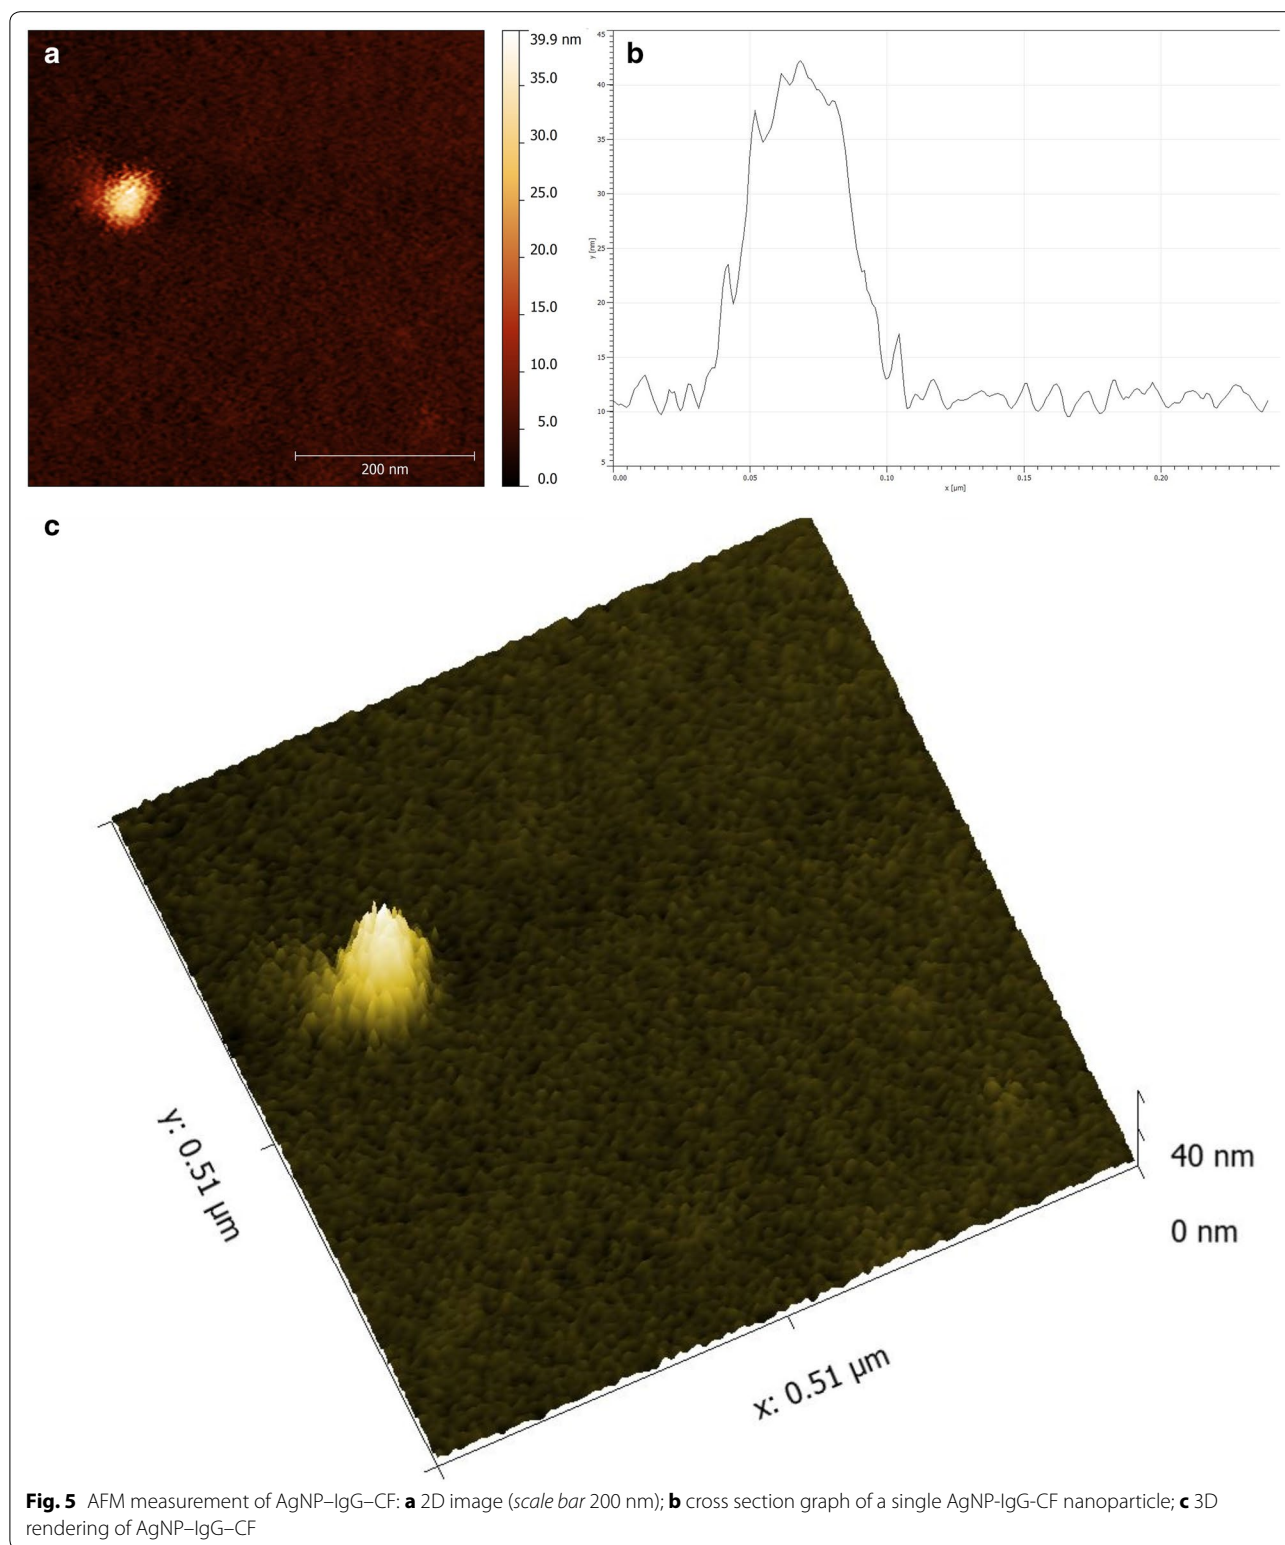 a
39.9 nm
35.0
30.0
25.0
20.0
15.0
10.0
5.0
0.0
200 nm
b
45
40
35
30
25
20
15
10
5
y [nm]
0.00 0.05 0.10 0.15 0.20
x [µm]
c
y: 0.51 µm
x: 0.51 µm
40 nm
0 nm
Fig. 5 AFM measurement of AgNP–IgG–CF: a 2D image (scale bar 200 nm); b cross section graph of a single AgNP-IgG-CF nanoparticle; c 3D
rendering of AgNP–IgG–CF